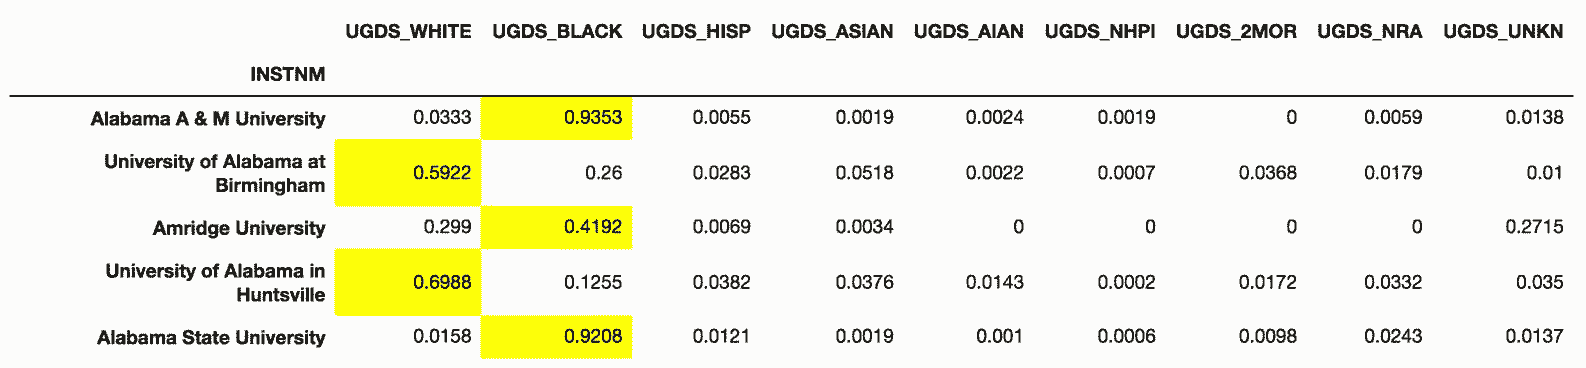 UGDS_WHITE UGDS_BLACK UGDS_HISP UGDS_ASIAN UGDS_AIAN UGDS_NHPI UGDS_2MOR UGDS_NRA UGDS_UNKN
INSTNM
Alabama A & M University 0.0333 0.9353 0.0055 0.0019 0.0024 0.0019 0 0.0059 0.0138
University of Alabama at
Birmingham 0.5922 0.26 0.0283 0.0518 0.0022 0.0007 0.0368 0.0179 0.01
Amridge University 0.299 0.4192 0.0069 0.0034 0 0 0 0 0.2715
University of Alabama in
Huntsville 0.6988 0.1255 0.0382 0.0376 0.0143 0.0002 0.0172 0.0332 0.035
Alabama State University 0.0158 0.9208 0.0121 0.0019 0.001 0.0006 0.0098 0.0243 0.0137